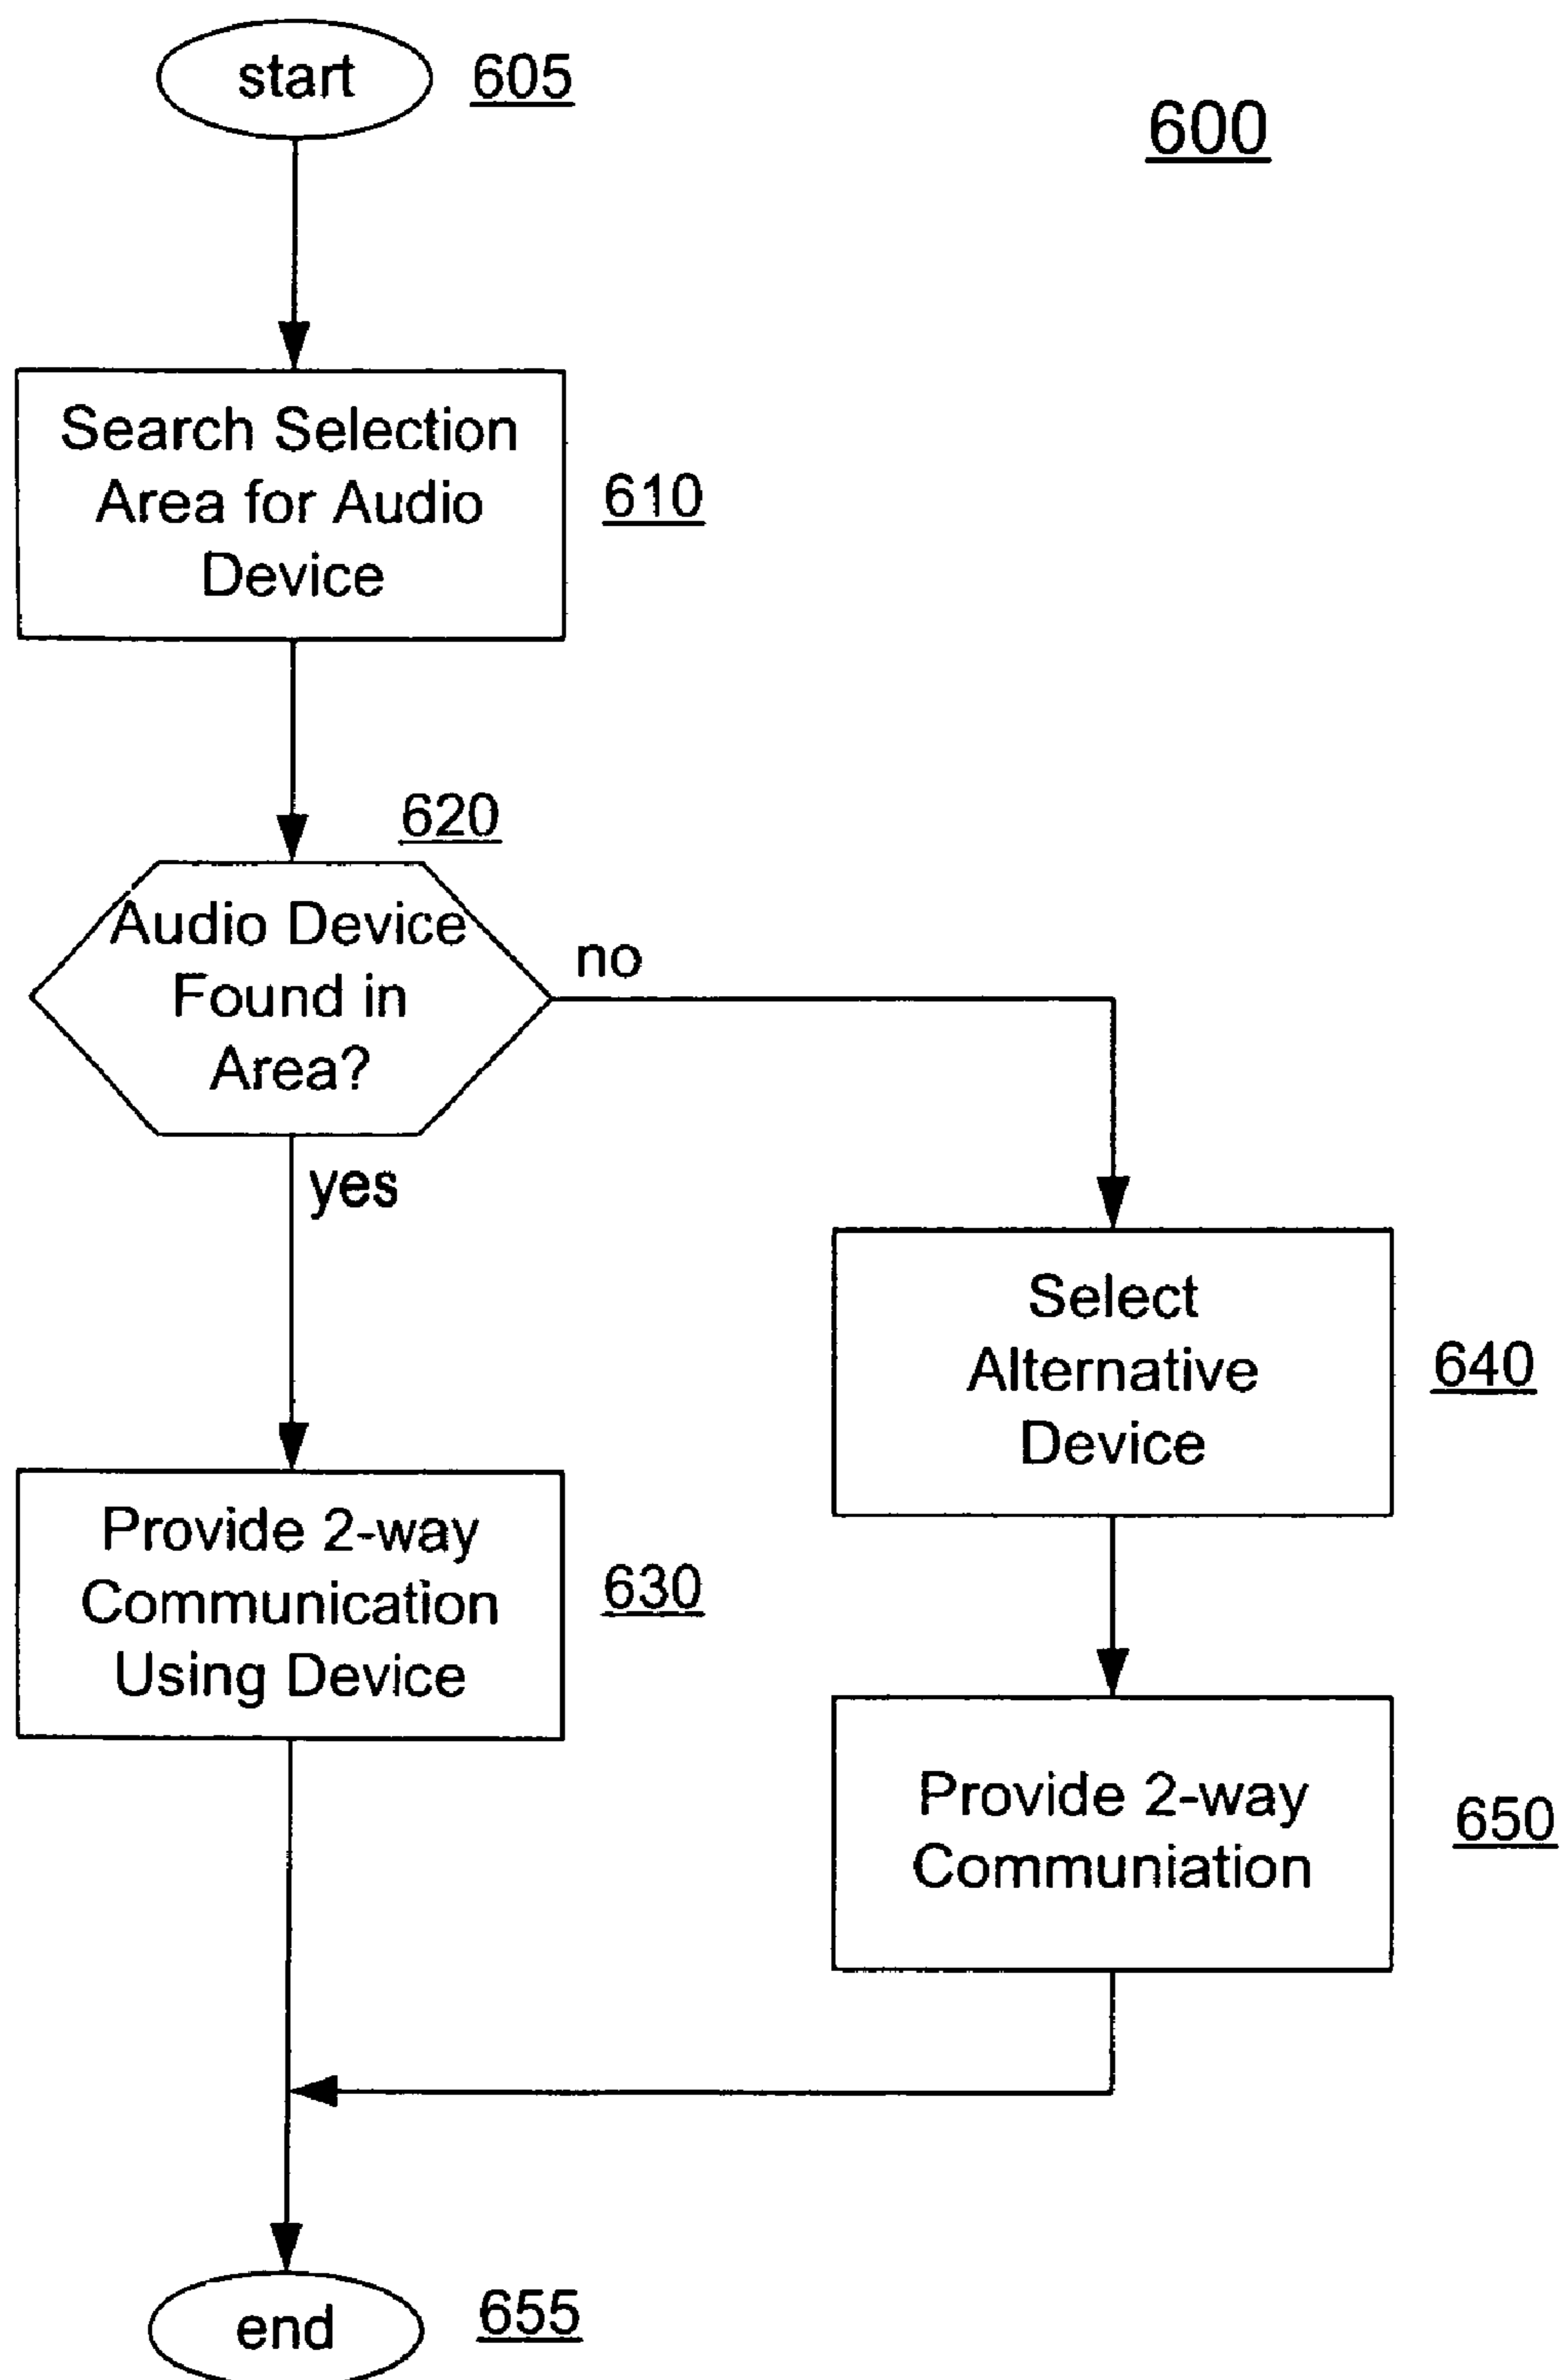 start
605
600
Search Selection
Area for Audio
Device
610
620
Audio Device
Found in
Area?
no
yes
Select
Alternative
Device
640
Provide 2-way
Communication
Using Device
630
Provide 2-way
Communiation
650
end
655